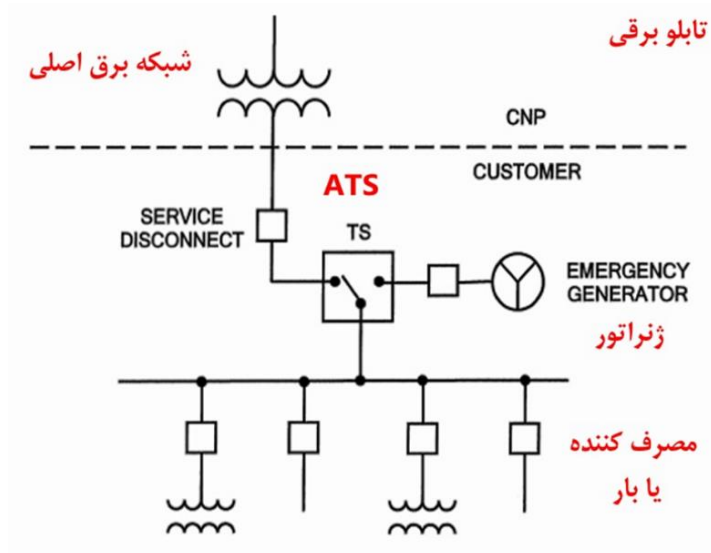 تابلو برقی
شبکه برق اصلی
CNP
CUSTOMER
ATS
SERVICE
DISCONNECT
TS
EMERGENCY
GENERATOR
ژنراتور
مصرف کننده
یا بار